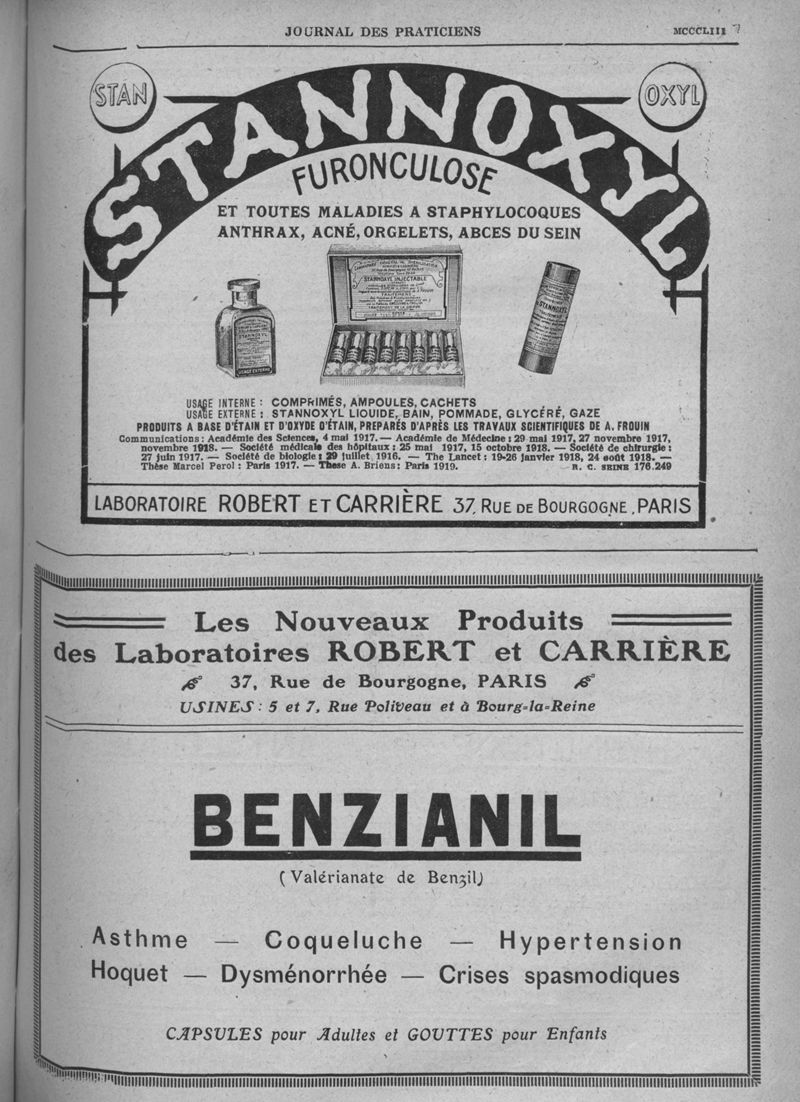 JOURNAL DES PRATICIENS
MCCCLIII
STAN
OXYL
STANNOXYL
FURONCULOSE
ET TOUTES MALADIES A STAPHYLOCOQUES
ANTHRAX, ACNÉ, ORGELETS, ABCES DU SEIN
STANNOXYL INJECTABLE
STANNOXYL
USAGE EXTERNE
STANNOXYL
USAGE INTERNE : COMPRIMÉS, AMPOULES, CACHETS
USAGE EXTERNE : STANNOXYL LIQUIDE, BAIN, POMMADE, GLYCÉRÉ, GAZE
PRODUITS A BASE D'ÉTAIN ET D'OXYDE D'ÉTAIN, PREPARÉS D'APRÈS LES TRAVAUX SCIENTIFIQUES DE A. FROUIN
Communications : Académie des Sciences, 4 mai 1917. — Académie de Médecine : 29 mai 1917, 27 novembre 1917,
novembre 1918. — Société médicale des hôpitaux : 25 mai 1917, 15 octobre 1918. — Société de chirurgie :
27 juin 1917. — Société de biologie : 29 juillet 1916. — The Lancet : 19-26 janvier 1918, 24 août 1918. —
Thèse Marcel Perol : Paris 1917. — These A. Briens : Paris 1919. — R. C. SEINE 176.249
LABORATOIRE ROBERT ET CARRIÈRE 37, RUE DE BOURGOGNE, PARIS
Les Nouveaux Produits
des Laboratoires ROBERT et CARRIÈRE
37, Rue de Bourgogne, PARIS
USINES : 5 et 7, Rue Poliveau et à Bourg-la-Reine
BENZIANIL
(Valérianate de Benzil)
Asthme — Coqueluche — Hypertension
Hoquet — Dysménorrhée — Crises spasmodiques
CAPSULES pour Adultes et GOUTTES pour Enfants